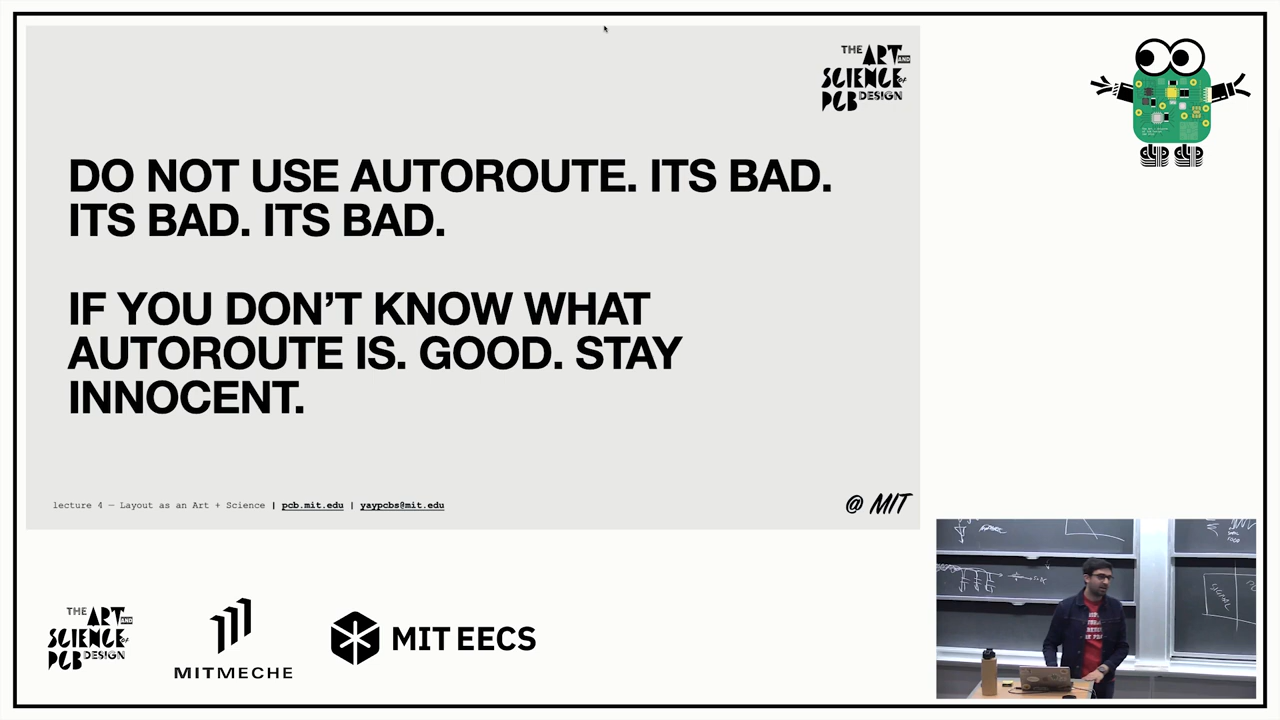 THE ART AND
SCIENCE of
PCB DESIGN
DO NOT USE AUTOROUTE. ITS BAD.
ITS BAD. ITS BAD.
IF YOU DON’T KNOW WHAT
AUTOROUTE IS. GOOD. STAY
INNOCENT.
lecture 4 — Layout as an Art + Science | pcb.mit.edu | yaypcbs@mit.edu
@ MIT
THE ART AND
SCIENCE of
PCB DESIGN
MITMECHE
MIT EECS